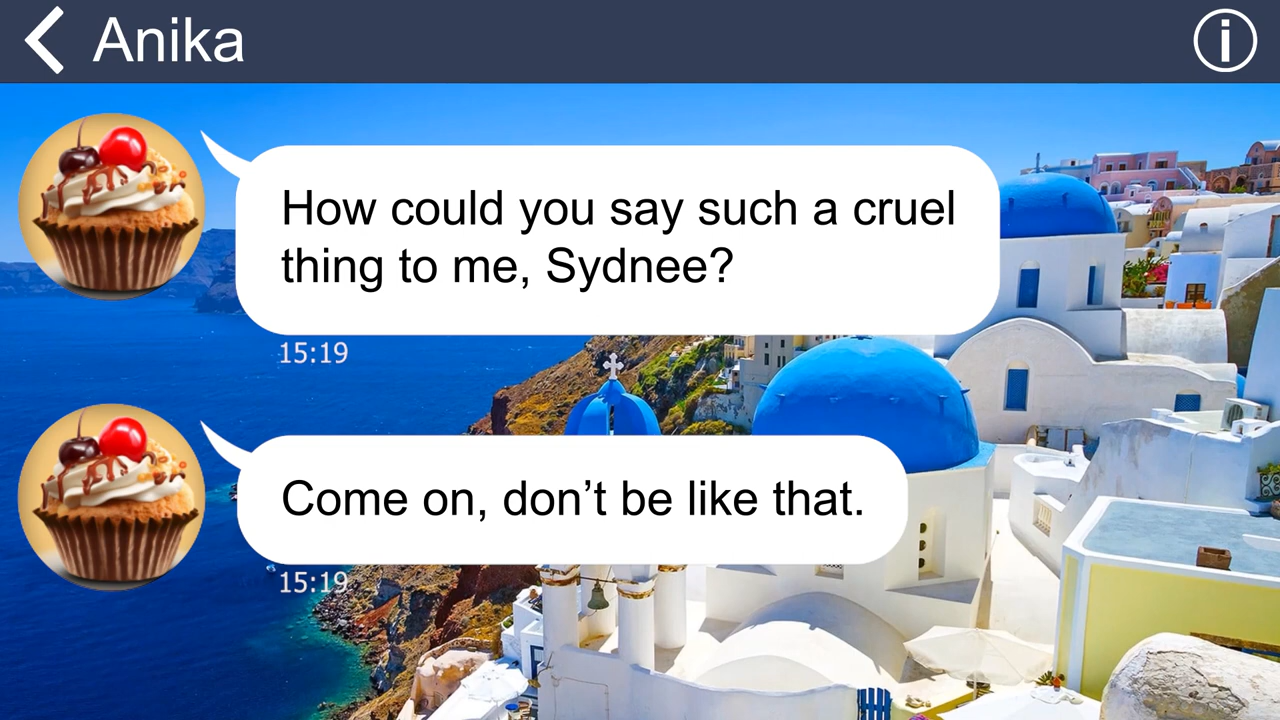 Anika
How could you say such a cruel
thing to me, Sydnee?
15:19
Come on, don’t be like that.
15:19